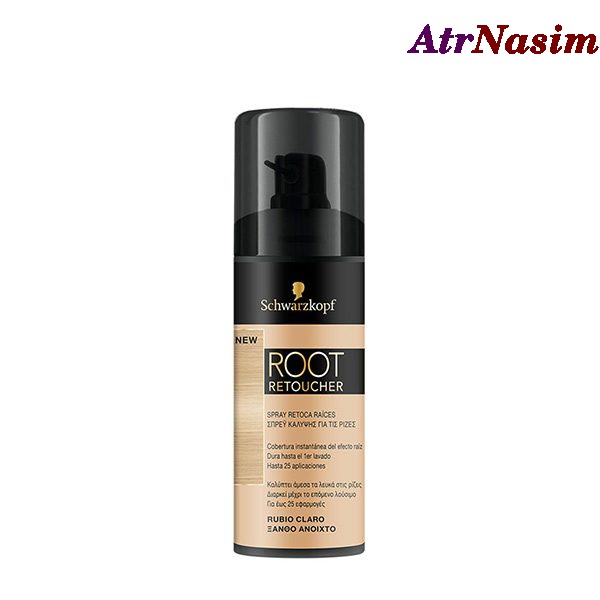 AtrNasim
Schwarzkopf
NEW
ROOT
RETOUCHER
SPRAY RETOCA RAÍCES
ΣΠΡΕΫ ΚΑΛΥΨΗΣ ΓΙΑ ΤΙΣ ΡΙΖΕΣ
Cobertura instantánea del efecto raíz
Dura hasta el 1er lavado
Hasta 25 aplicaciones
Καλύπτει άμεσα τα λευκά στις ρίζες
Διαρκεί μέχρι το επόμενο λούσιμο
Για έως 25 εφαρμογές
RUBIO CLARO
ΞΑΝΘΟ ΑΝΟΙΧΤΟ